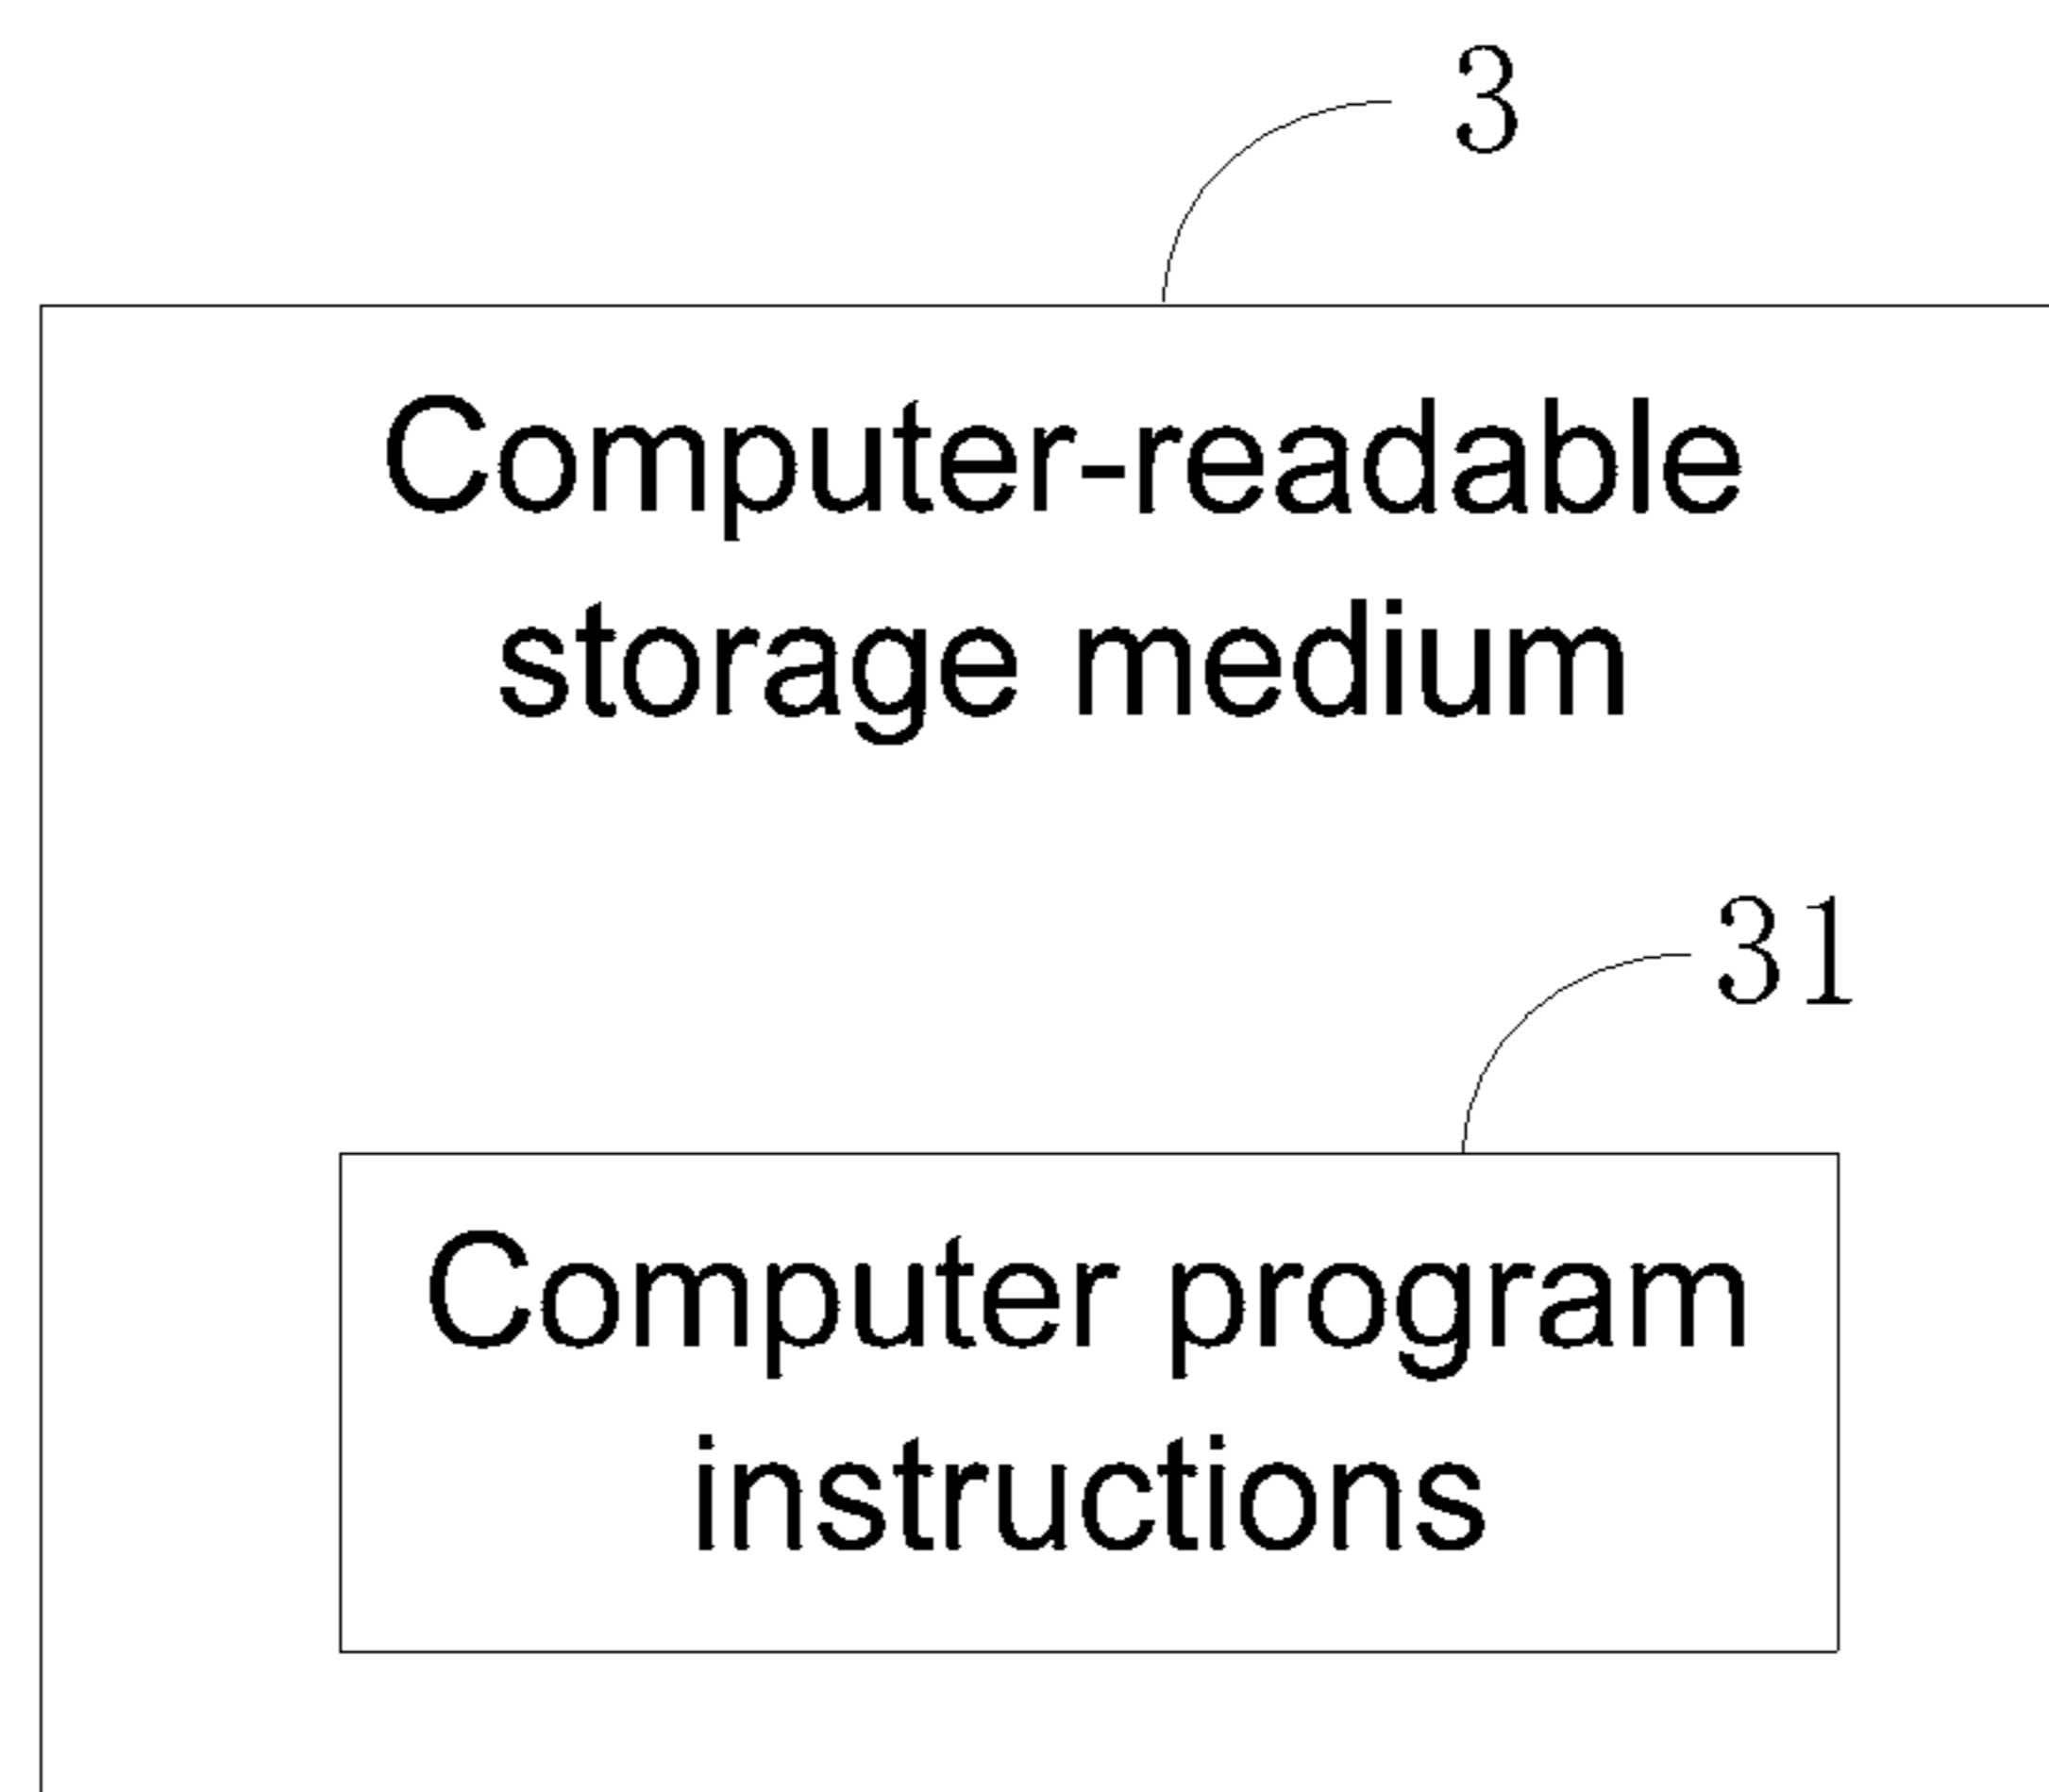 3
Computer-readable
storage medium
31
Computer program
instructions